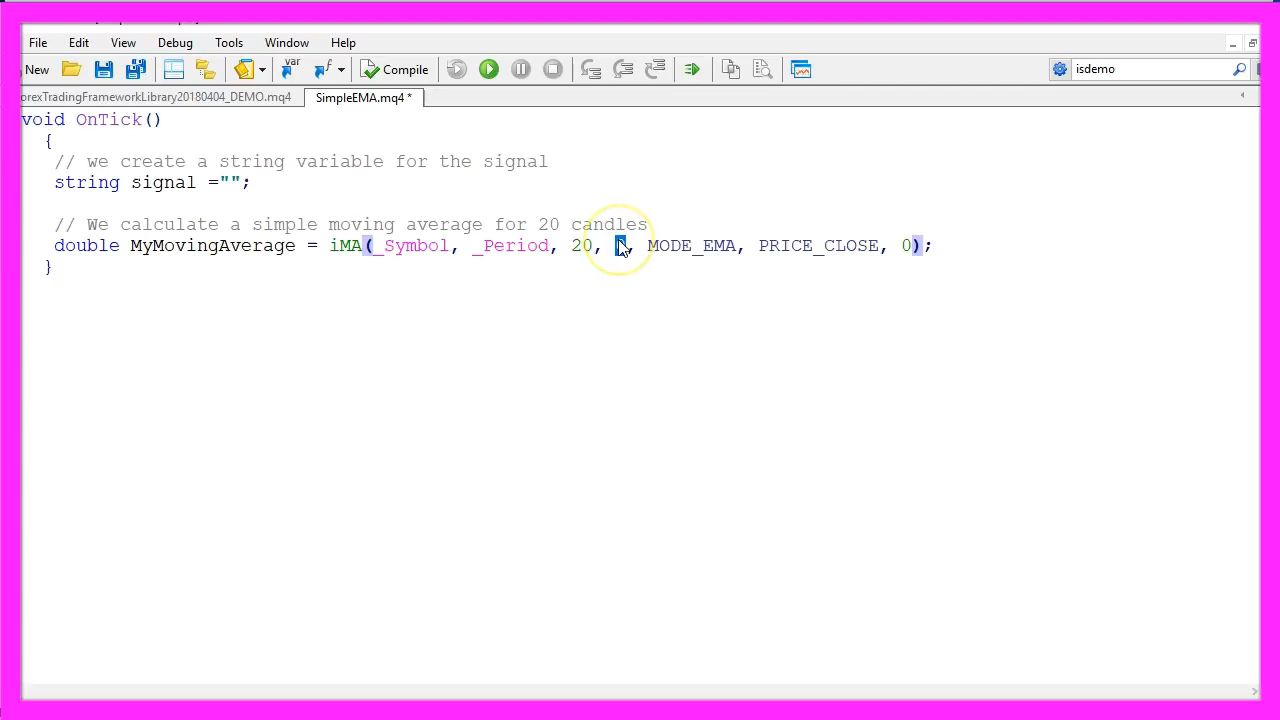 File Edit View Debug Tools Window Help
New var Compile isdemo
orexTradingFrameworkLibrary20180404_DEMO.mq4 SimpleEMA.mq4 *
void OnTick()
{
// we create a string variable for the signal
string signal ="";
// We calculate a simple moving average for 20 candles
double MyMovingAverage = iMA(_Symbol, _Period, 20, , MODE_EMA, PRICE_CLOSE, 0);
}